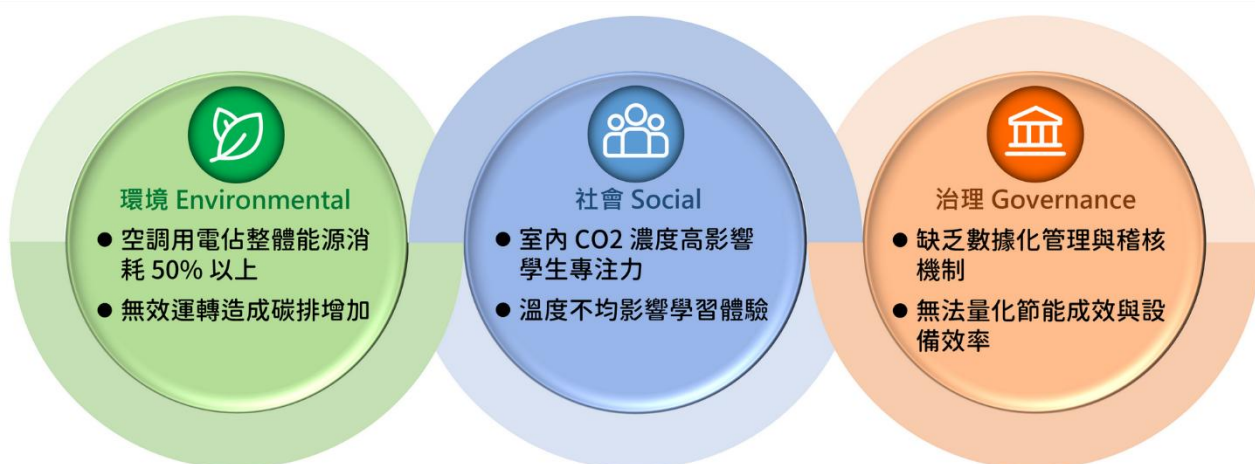 環境 Environmental
● 空調用電佔整體能源消
耗 50% 以上
● 無效運轉造成碳排增加
社會 Social
● 室內 CO2 濃度高影響
學生專注力
● 溫度不均影響學習體驗
治理 Governance
● 缺乏數據化管理與稽核
機制
● 無法量化節能成效與設
備效率